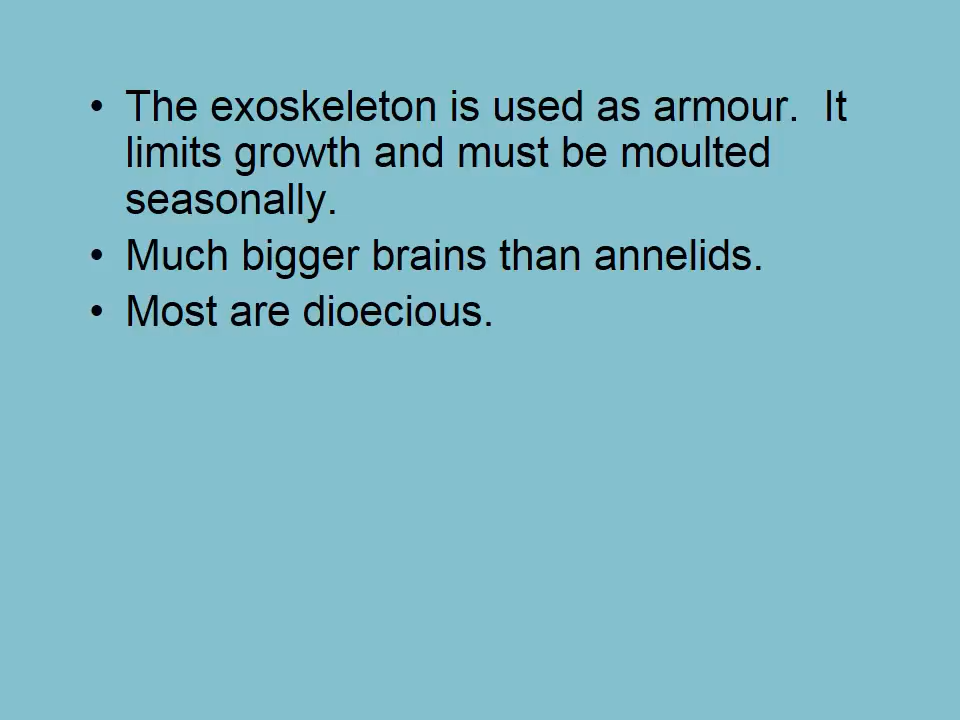 • The exoskeleton is used as armour.  It
limits growth and must be moulted
seasonally.
• Much bigger brains than annelids.
• Most are dioecious.